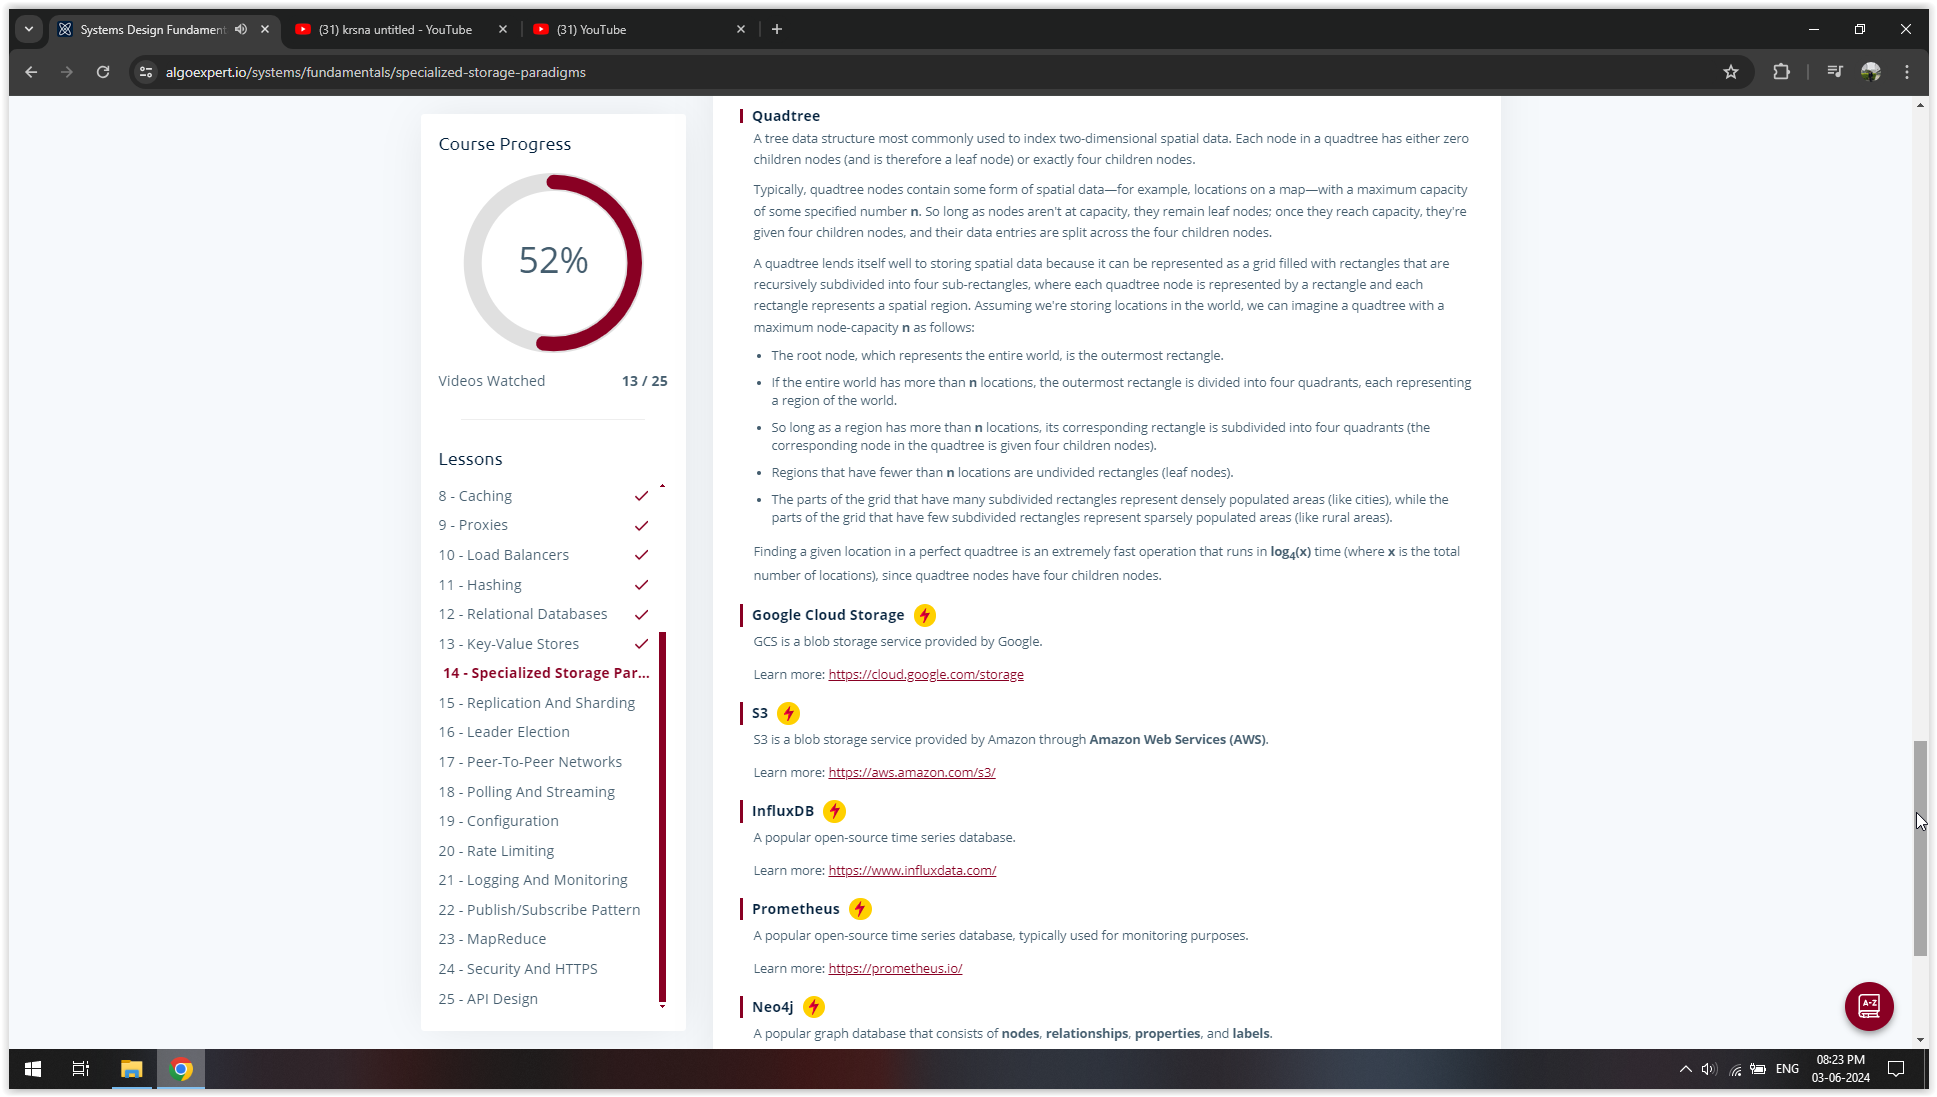 Systems Design Fundament
(31) krsna untitled - YouTube
(31) YouTube
algoexpert.io/systems/fundamentals/specialized-storage-paradigms
Course Progress
52%
Videos Watched 13 / 25
Lessons
8 - Caching
9 - Proxies
10 - Load Balancers
11 - Hashing
12 - Relational Databases
13 - Key-Value Stores
14 - Specialized Storage Par...
15 - Replication And Sharding
16 - Leader Election
17 - Peer-To-Peer Networks
18 - Polling And Streaming
19 - Configuration
20 - Rate Limiting
21 - Logging And Monitoring
22 - Publish/Subscribe Pattern
23 - MapReduce
24 - Security And HTTPS
25 - API Design
Quadtree
A tree data structure most commonly used to index two-dimensional spatial data. Each node in a quadtree has either zero
children nodes (and is therefore a leaf node) or exactly four children nodes.
Typically, quadtree nodes contain some form of spatial data—for example, locations on a map—with a maximum capacity
of some specified number n. So long as nodes aren't at capacity, they remain leaf nodes; once they reach capacity, they're
given four children nodes, and their data entries are split across the four children nodes.
A quadtree lends itself well to storing spatial data because it can be represented as a grid filled with rectangles that are
recursively subdivided into four sub-rectangles, where each quadtree node is represented by a rectangle and each
rectangle represents a spatial region. Assuming we're storing locations in the world, we can imagine a quadtree with a
maximum node-capacity n as follows:
• The root node, which represents the entire world, is the outermost rectangle.
• If the entire world has more than n locations, the outermost rectangle is divided into four quadrants, each representing
a region of the world.
• So long as a region has more than n locations, its corresponding rectangle is subdivided into four quadrants (the
corresponding node in the quadtree is given four children nodes).
• Regions that have fewer than n locations are undivided rectangles (leaf nodes).
• The parts of the grid that have many subdivided rectangles represent densely populated areas (like cities), while the
parts of the grid that have few subdivided rectangles represent sparsely populated areas (like rural areas).
Finding a given location in a perfect quadtree is an extremely fast operation that runs in log₄(x) time (where x is the total
number of locations), since quadtree nodes have four children nodes.
Google Cloud Storage
GCS is a blob storage service provided by Google.
Learn more: https://cloud.google.com/storage
S3
S3 is a blob storage service provided by Amazon through Amazon Web Services (AWS).
Learn more: https://aws.amazon.com/s3/
InfluxDB
A popular open-source time series database.
Learn more: https://www.influxdata.com/
Prometheus
A popular open-source time series database, typically used for monitoring purposes.
Learn more: https://prometheus.io/
Neo4j
A popular graph database that consists of nodes, relationships, properties, and labels.
A-Z
ENG
08:23 PM
03-06-2024